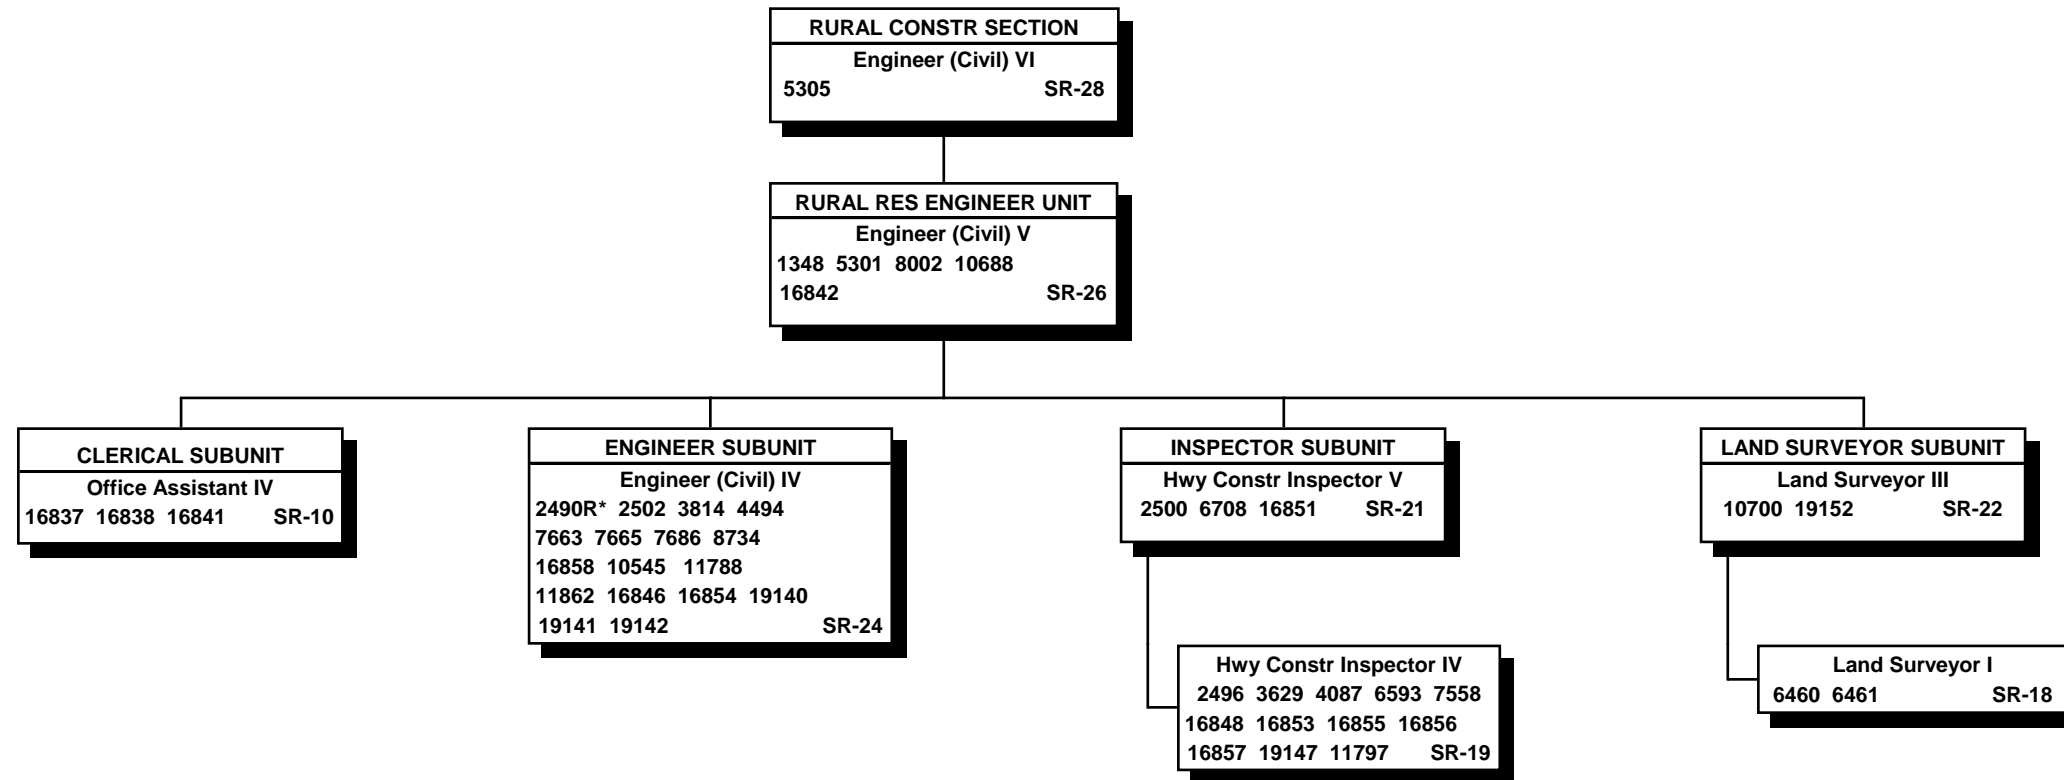 RURAL CONSTR SECTION
Engineer (Civil) VI
5305 SR-28
RURAL RES ENGINEER UNIT
Engineer (Civil) V
1348 5301 8002 10688
16842 SR-26
CLERICAL SUBUNIT
Office Assistant IV
16837 16838 16841 SR-10
ENGINEER SUBUNIT
Engineer (Civil) IV
2490R* 2502 3814 4494
7663 7665 7686 8734
16858 10545 11788
11862 16846 16854 19140
19141 19142 SR-24
INSPECTOR SUBUNIT
Hwy Constr Inspector V
2500 6708 16851 SR-21
Hwy Constr Inspector IV
2496 3629 4087 6593 7558
16848 16853 16855 16856
16857 19147 11797 SR-19
LAND SURVEYOR SUBUNIT
Land Surveyor III
10700 19152 SR-22
Land Surveyor I
6460 6461 SR-18